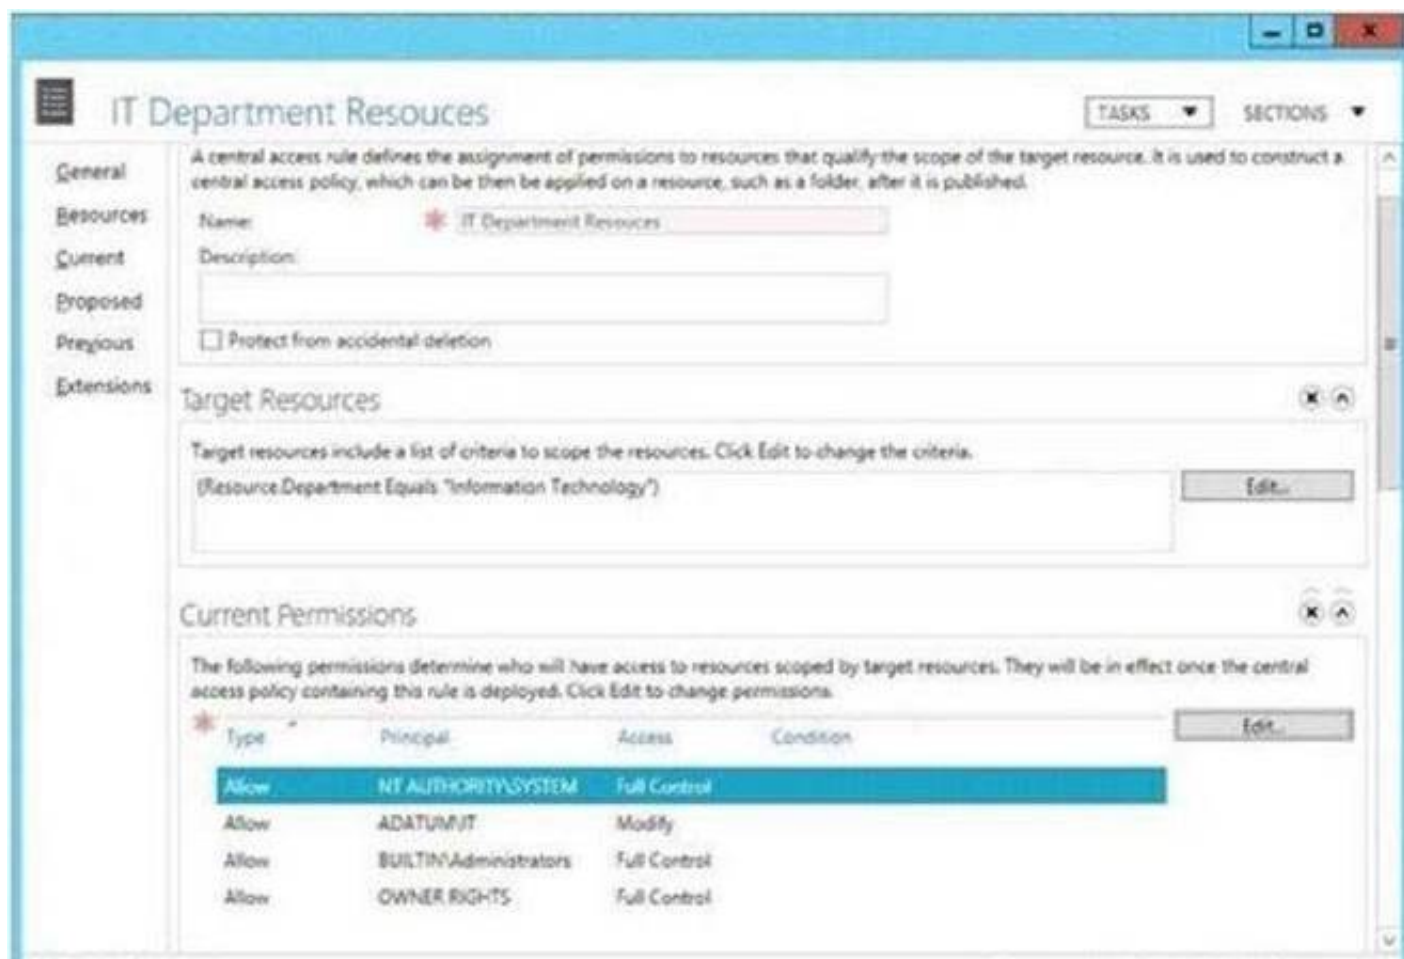 IT Department Resouces
TASKS
SECTIONS
General
Resources
Current
Proposed
Previous
Extensions
A central access rule defines the assignment of permissions to resources that qualify the scope of the target resource. It is used to construct a
central access policy, which can be then be applied on a resource, such as a folder, after it is published.
Name: * IT Department Resouces
Description:
Protect from accidental deletion
Target Resources
Target resources include a list of criteria to scope the resources. Click Edit to change the criteria.
(Resource.Department Equals "Information Technology")
Edit...
Current Permissions
The following permissions determine who will have access to resources scoped by target resources. They will be in effect once the central
access policy containing this rule is deployed. Click Edit to change permissions.
* Type Principal Access Condition
Edit...
Allow NT AUTHORITY\SYSTEM Full Control
Allow ADATUM\IT Modify
Allow BUILTIN\Administrators Full Control
Allow OWNER RIGHTS Full Control